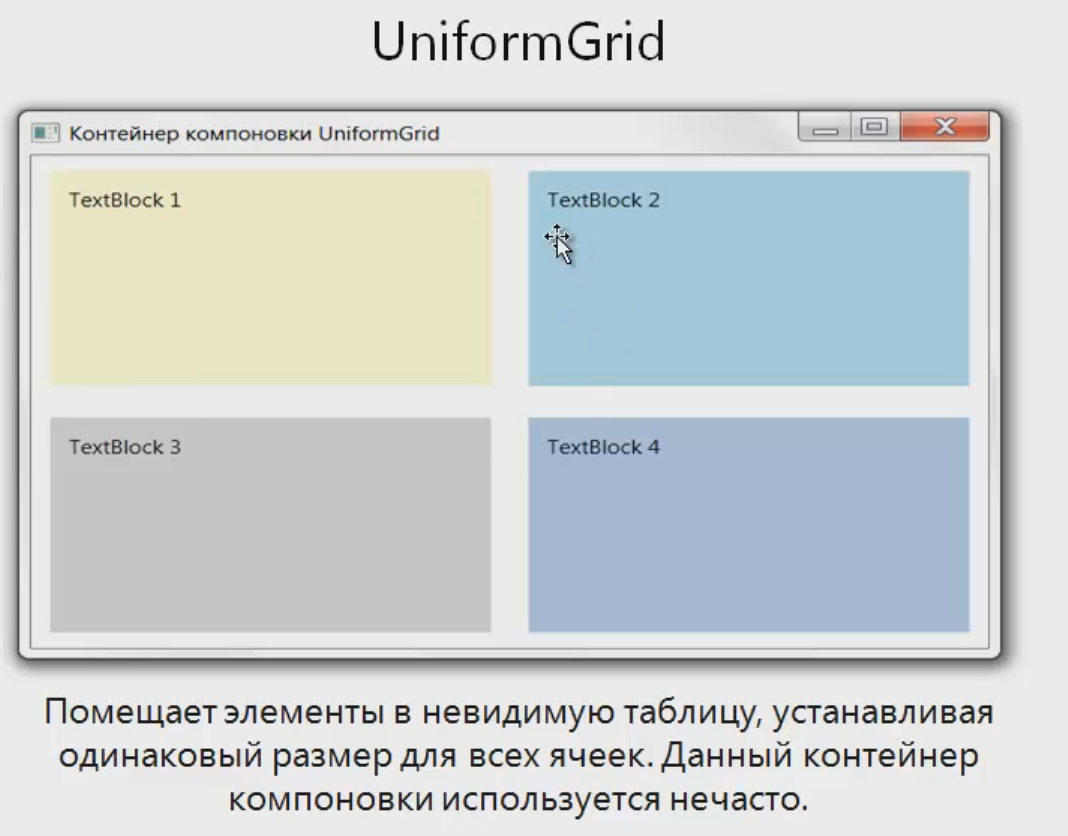 UniformGrid
Контейнер компоновки UniformGrid
TextBlock 1
TextBlock 2
TextBlock 3
TextBlock 4
Помещает элементы в невидимую таблицу, устанавливая
одинаковый размер для всех ячеек. Данный контейнер
компоновки используется нечасто.